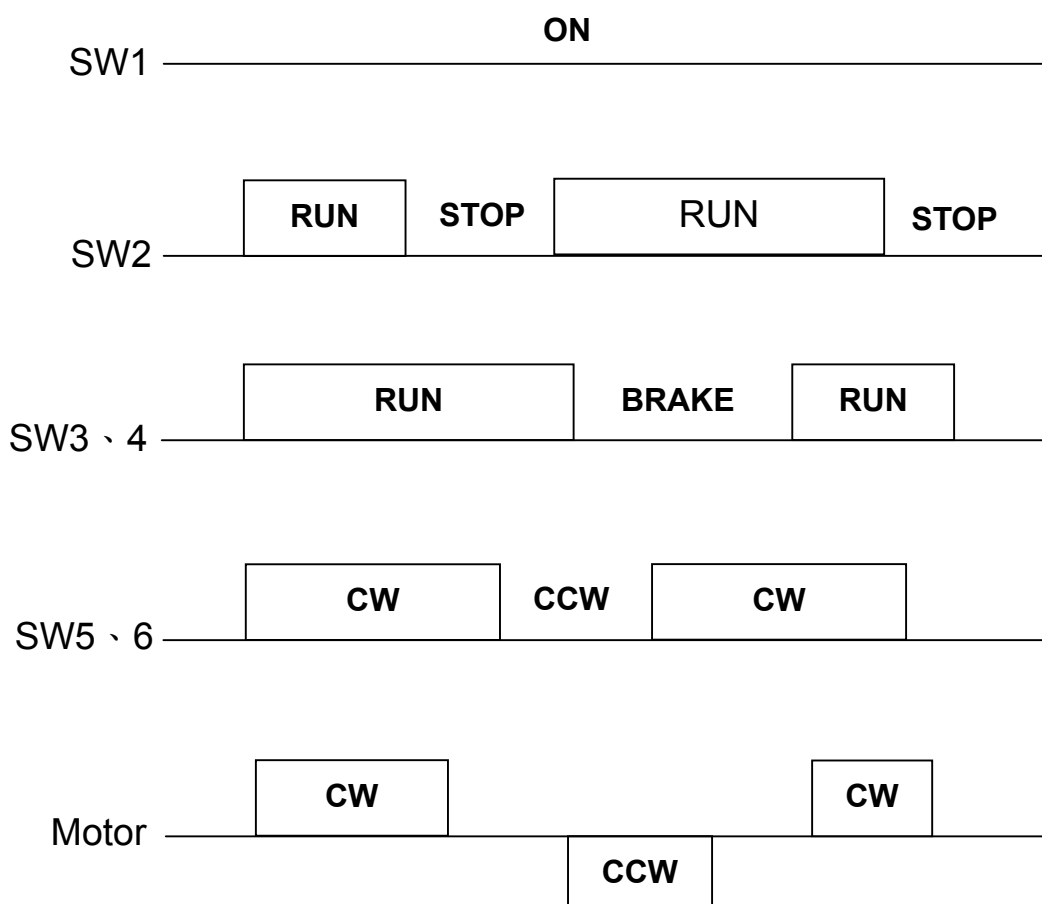 ON
SW1
RUN STOP RUN STOP
SW2
RUN BRAKE RUN
SW3、4
CW CCW CW
SW5、6
CW CW
Motor
CCW